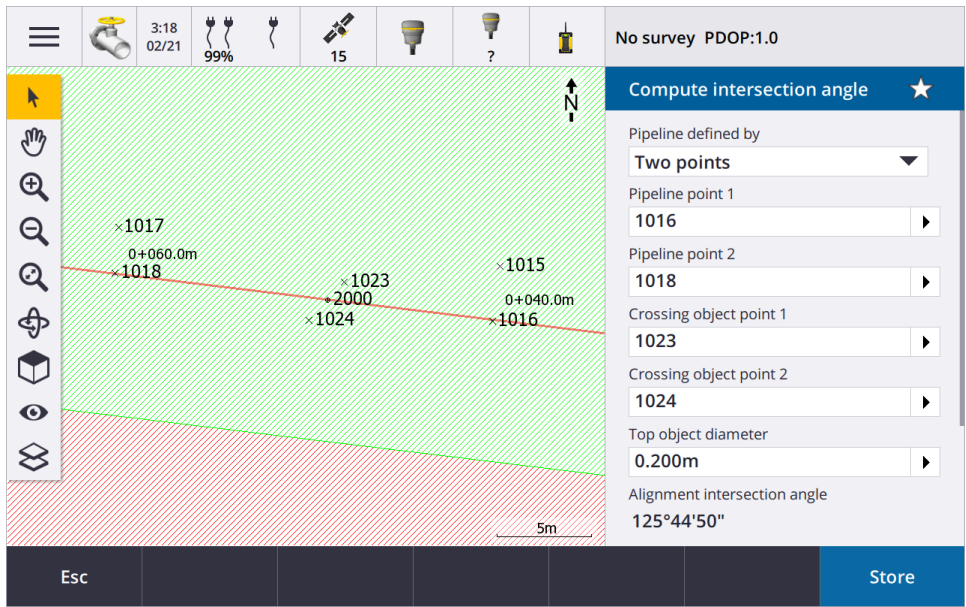 3:18
02/21
99%
15
?
No survey PDOP:1.0
Compute intersection angle
N
Pipeline defined by
Two points
Pipeline point 1
1016
Pipeline point 2
1018
Crossing object point 1
1023
Crossing object point 2
1024
Top object diameter
0.200m
Alignment intersection angle
125°44'50"
1017
0+060.0m
1018
1023
2000
1024
1015
0+040.0m
1016
5m
Esc
Store